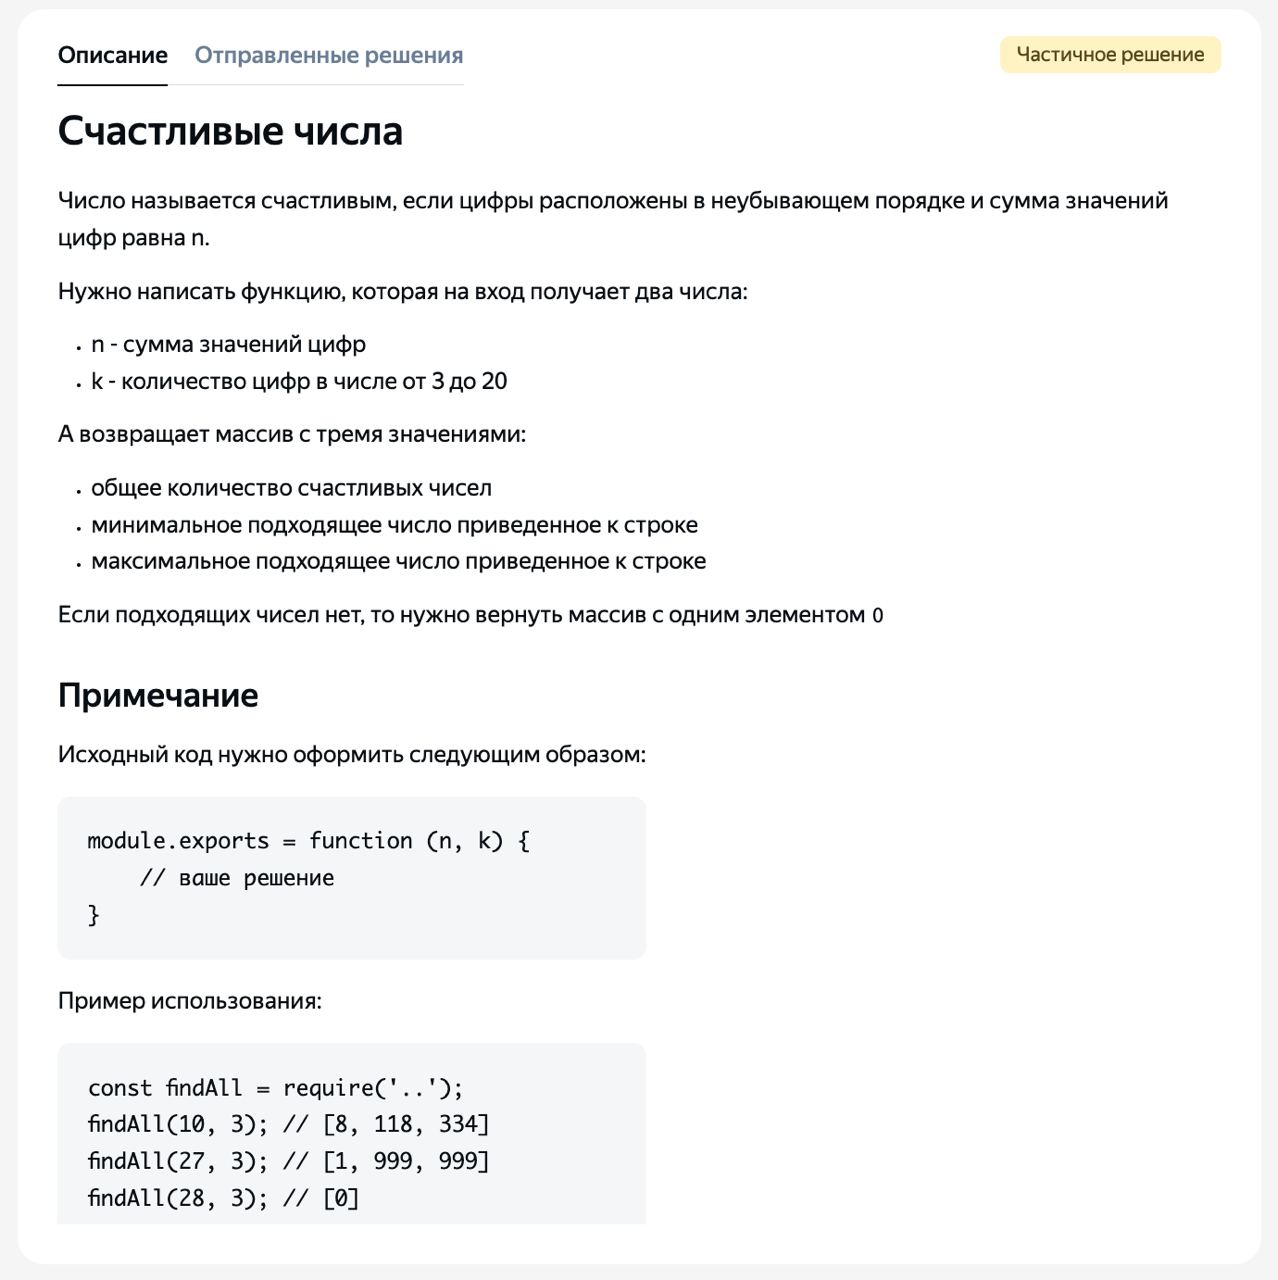 Описание Отправленные решения Частичное решение
Счастливые числа
Число называется счастливым, если цифры расположены в неубывающем порядке и сумма значений
цифр равна n.
Нужно написать функцию, которая на вход получает два числа:
• n - сумма значений цифр
• k - количество цифр в числе от 3 до 20
А возвращает массив с тремя значениями:
• общее количество счастливых чисел
• минимальное подходящее число приведенное к строке
• максимальное подходящее число приведенное к строке
Если подходящих чисел нет, то нужно вернуть массив с одним элементом 0
Примечание
Исходный код нужно оформить следующим образом:
module.exports = function (n, k) {
    // ваше решение
}
Пример использования:
const findAll = require('..');
findAll(10, 3); // [8, 118, 334]
findAll(27, 3); // [1, 999, 999]
findAll(28, 3); // [0]